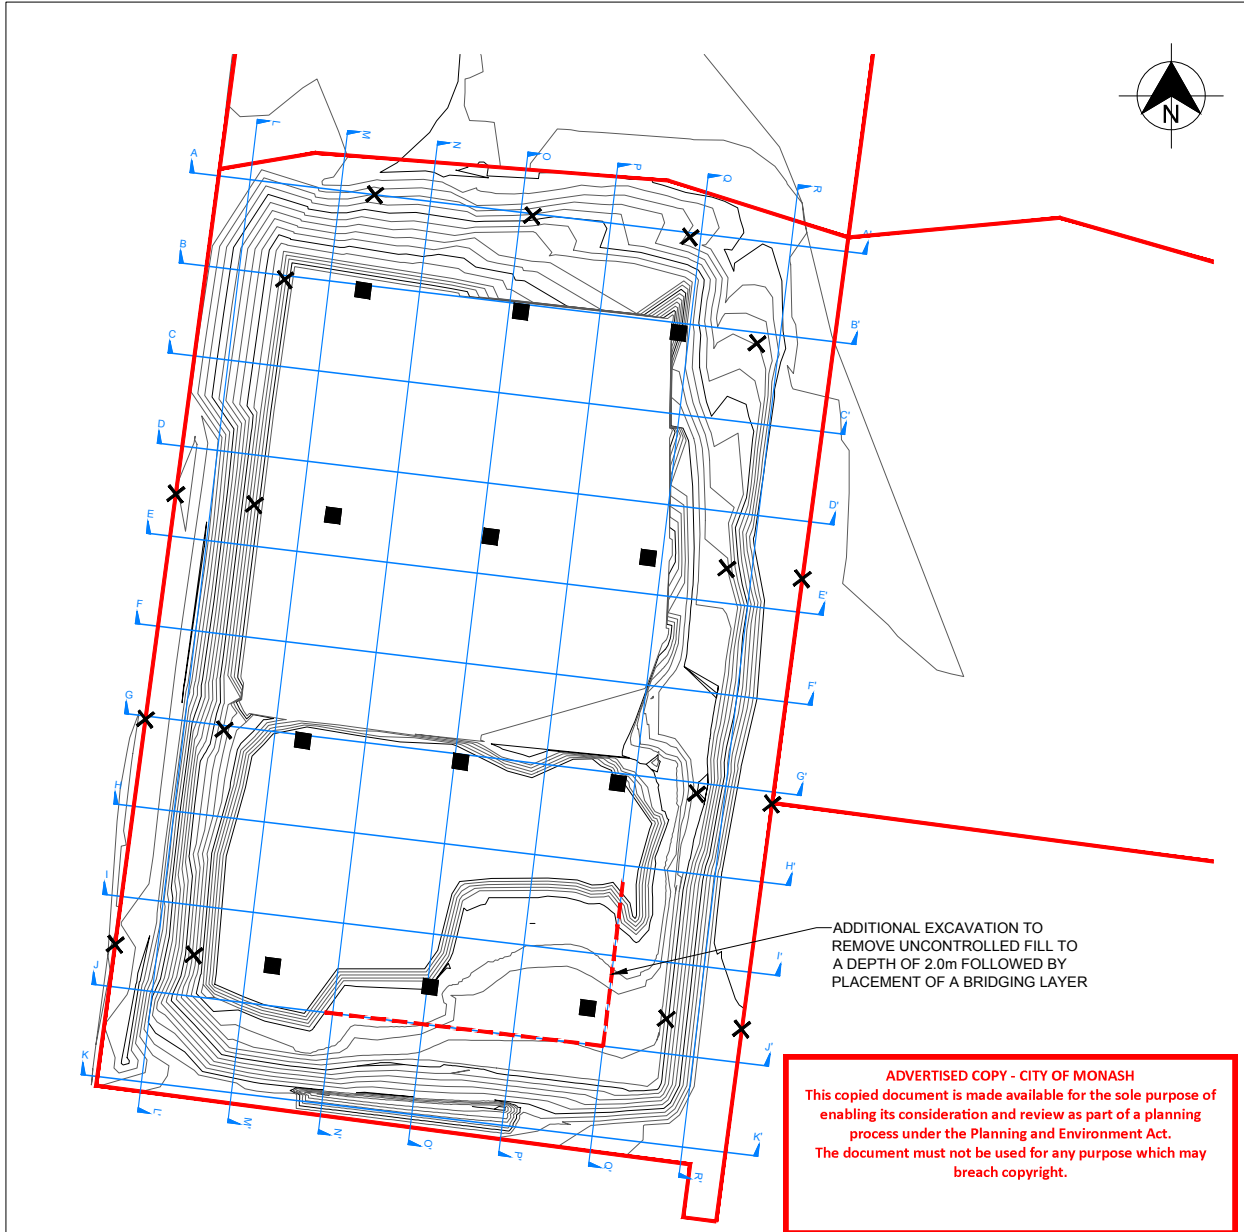 N
L
M
N
O
P
Q
R
A
A'
B
B'
C
C'
D
D'
E
E'
F
F'
G
G'
H
H'
I
ADDITIONAL EXCAVATION TO
REMOVE UNCONTROLLED FILL TO
A DEPTH OF 2.0m FOLLOWED BY
PLACEMENT OF A BRIDGING LAYER
I'
J
J'
K
K'
L'
M'
N'
O'
P'
Q'
R'
ADVERTISED COPY - CITY OF MONASH
This copied document is made available for the sole purpose of
enabling its consideration and review as part of a planning
process under the Planning and Environment Act.
The document must not be used for any purpose which may
breach copyright.